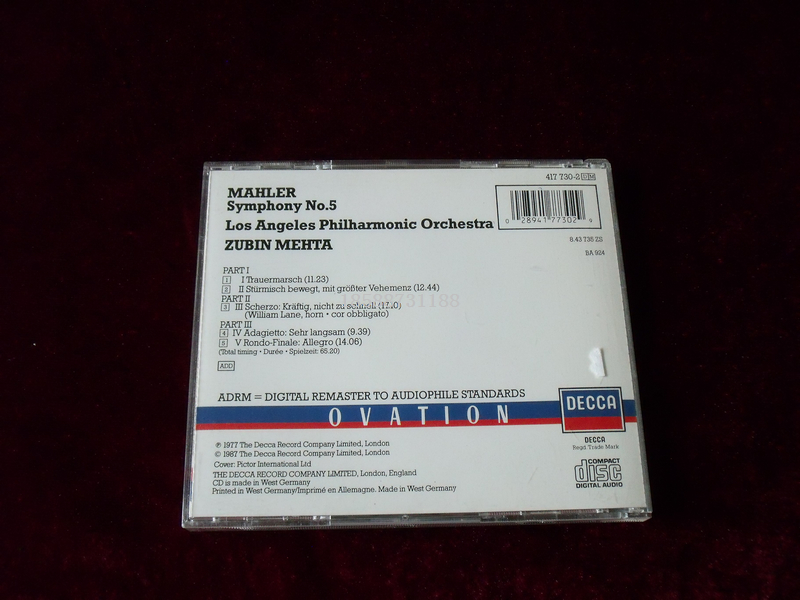 417 730-2 DM
MAHLER
Symphony No.5
Los Angeles Philharmonic Orchestra
ZUBIN MEHTA
0 28941 77302 9
8.43 735 ZS
BA 924
PART I
1 I Trauermarsch (11.23)
2 II Stürmisch bewegt, mit größter Vehemenz (12.44)
PART II
3 III Scherzo: Kräftig, nicht zu schnell
(William Lane, horn • cor obbligato)
PART III
4 IV Adagietto: Sehr langsam (9.39)
5 V Rondo-Finale: Allegro (14.06)
(Total timing • Durée • Spielzeit: 65.20)
ADD
ADRM = DIGITAL REMASTER TO AUDIOPHILE STANDARDS
OVATION
DECCA
DECCA
Regd. Trade Mark
℗ 1977 The Decca Record Company Limited, London
© 1987 The Decca Record Company Limited, London
Cover: Pictor International Ltd
THE DECCA RECORD COMPANY LIMITED, London, England
CD is made in West Germany
Printed in West Germany/Imprimé en Allemagne. Made in West Germany
COMPACT
disc
DIGITAL AUDIO